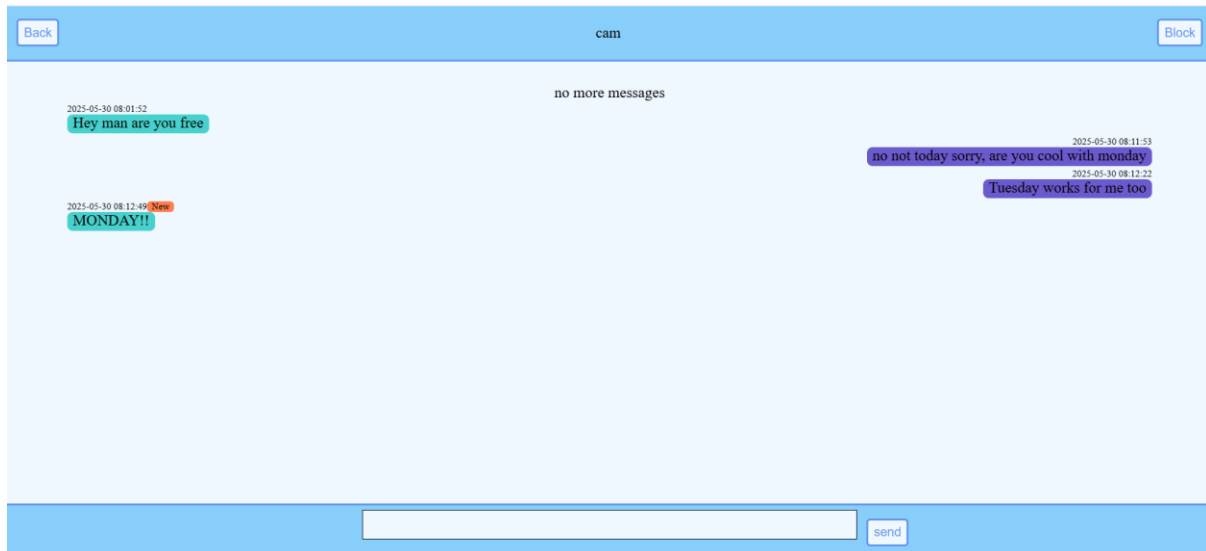 Back
cam
Block
no more messages
2025-05-30 08:01:52
Hey man are you free
2025-05-30 08:11:53
no not today sorry, are you cool with monday
2025-05-30 08:12:22
Tuesday works for me too
2025-05-30 08:12:49 New
MONDAY!!
send